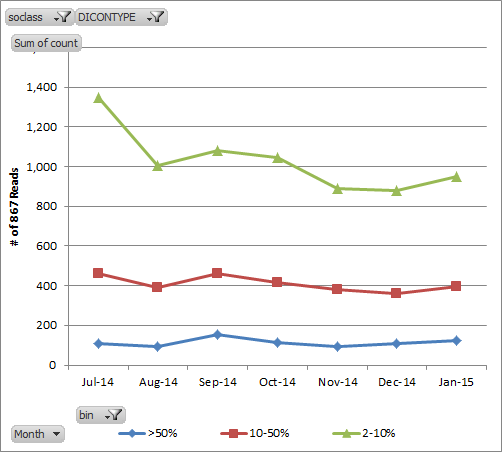 soclass DICONTYPE
Sum of count
1,400
1,200
1,000
800
600
400
200
0
# of 867 Reads
Jul-14 Aug-14 Sep-14 Oct-14 Nov-14 Dec-14 Jan-15
bin
Month >50% 10-50% 2-10%